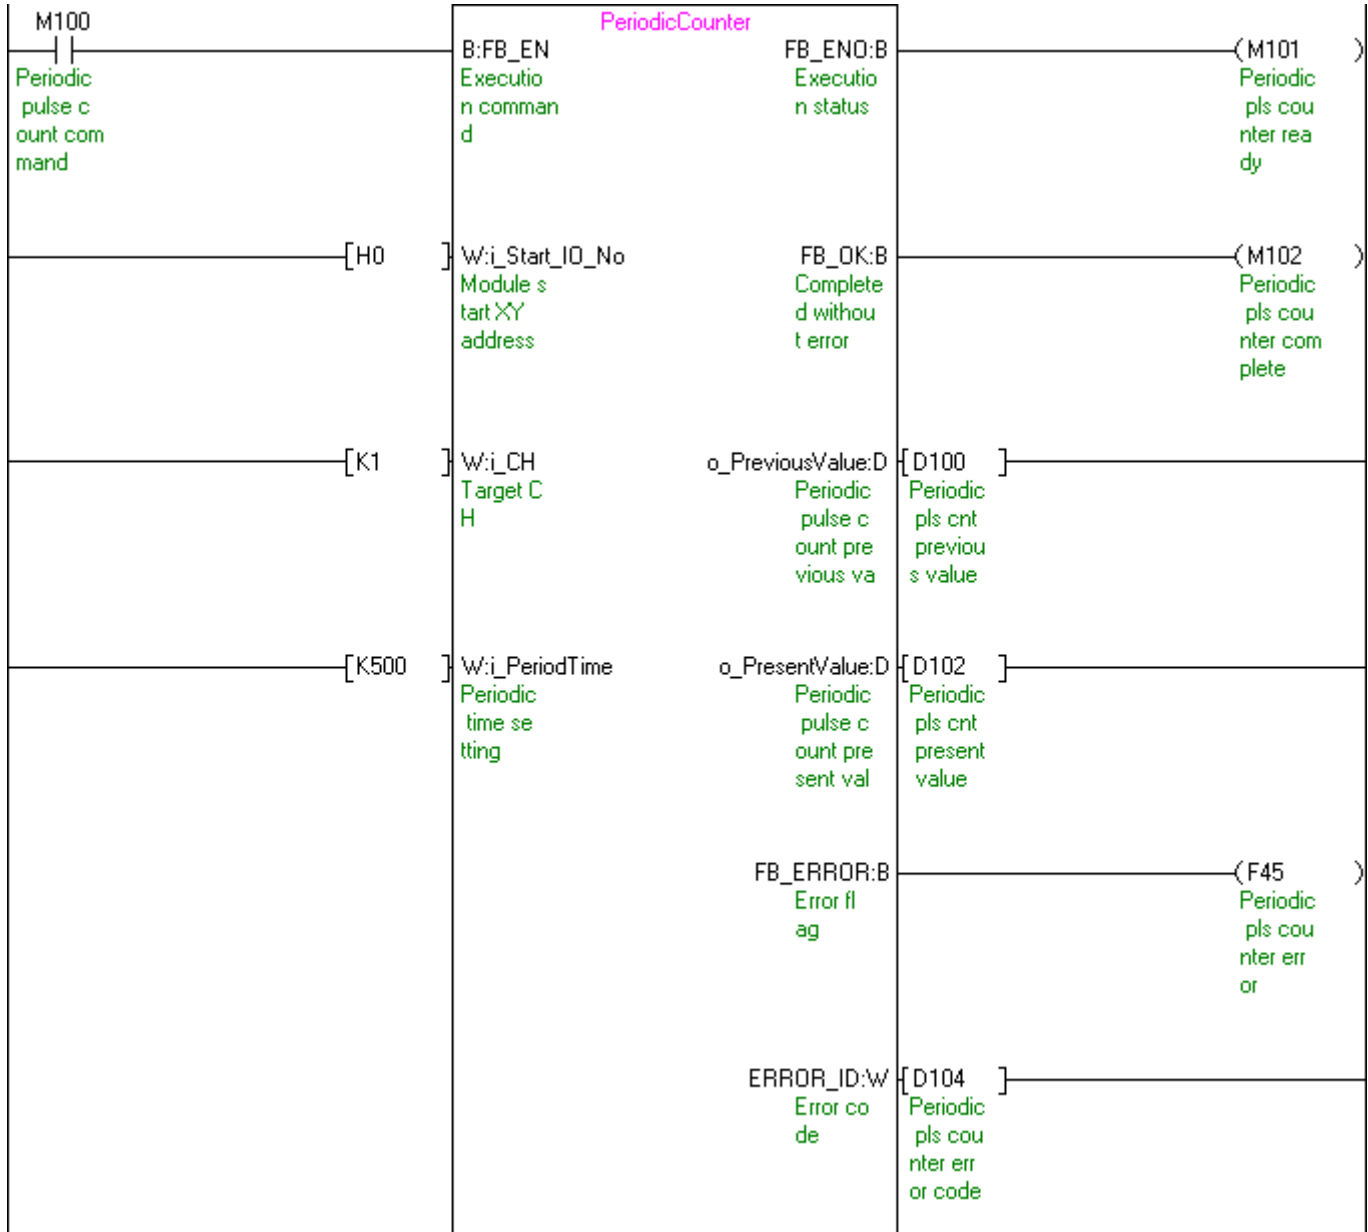 M100
PeriodicCounter
B:FB_EN
FB_ENO:B
(M101 )
Periodic
pulse c
ount com
mand
Executio
n comman
d
Executio
n status
Periodic
pls cou
nter rea
dy
[H0 ]
W:i_Start_IO_No
FB_OK:B
(M102 )
Module s
tart XY
address
Complete
d withou
t error
Periodic
pls cou
nter com
plete
[K1 ]
W:i_CH
o_PreviousValue:D
[D100 ]
Target C
H
Periodic
pulse c
ount pre
vious va
Periodic
pls cnt
previou
s value
[K500 ]
W:i_PeriodTime
o_PresentValue:D
[D102 ]
Periodic
time se
tting
Periodic
pulse c
ount pre
sent val
Periodic
pls cnt
present
value
FB_ERROR:B
(F45 )
Error fl
ag
Periodic
pls cou
nter err
or
ERROR_ID:W
[D104 ]
Error co
de
Periodic
pls cou
nter err
or code